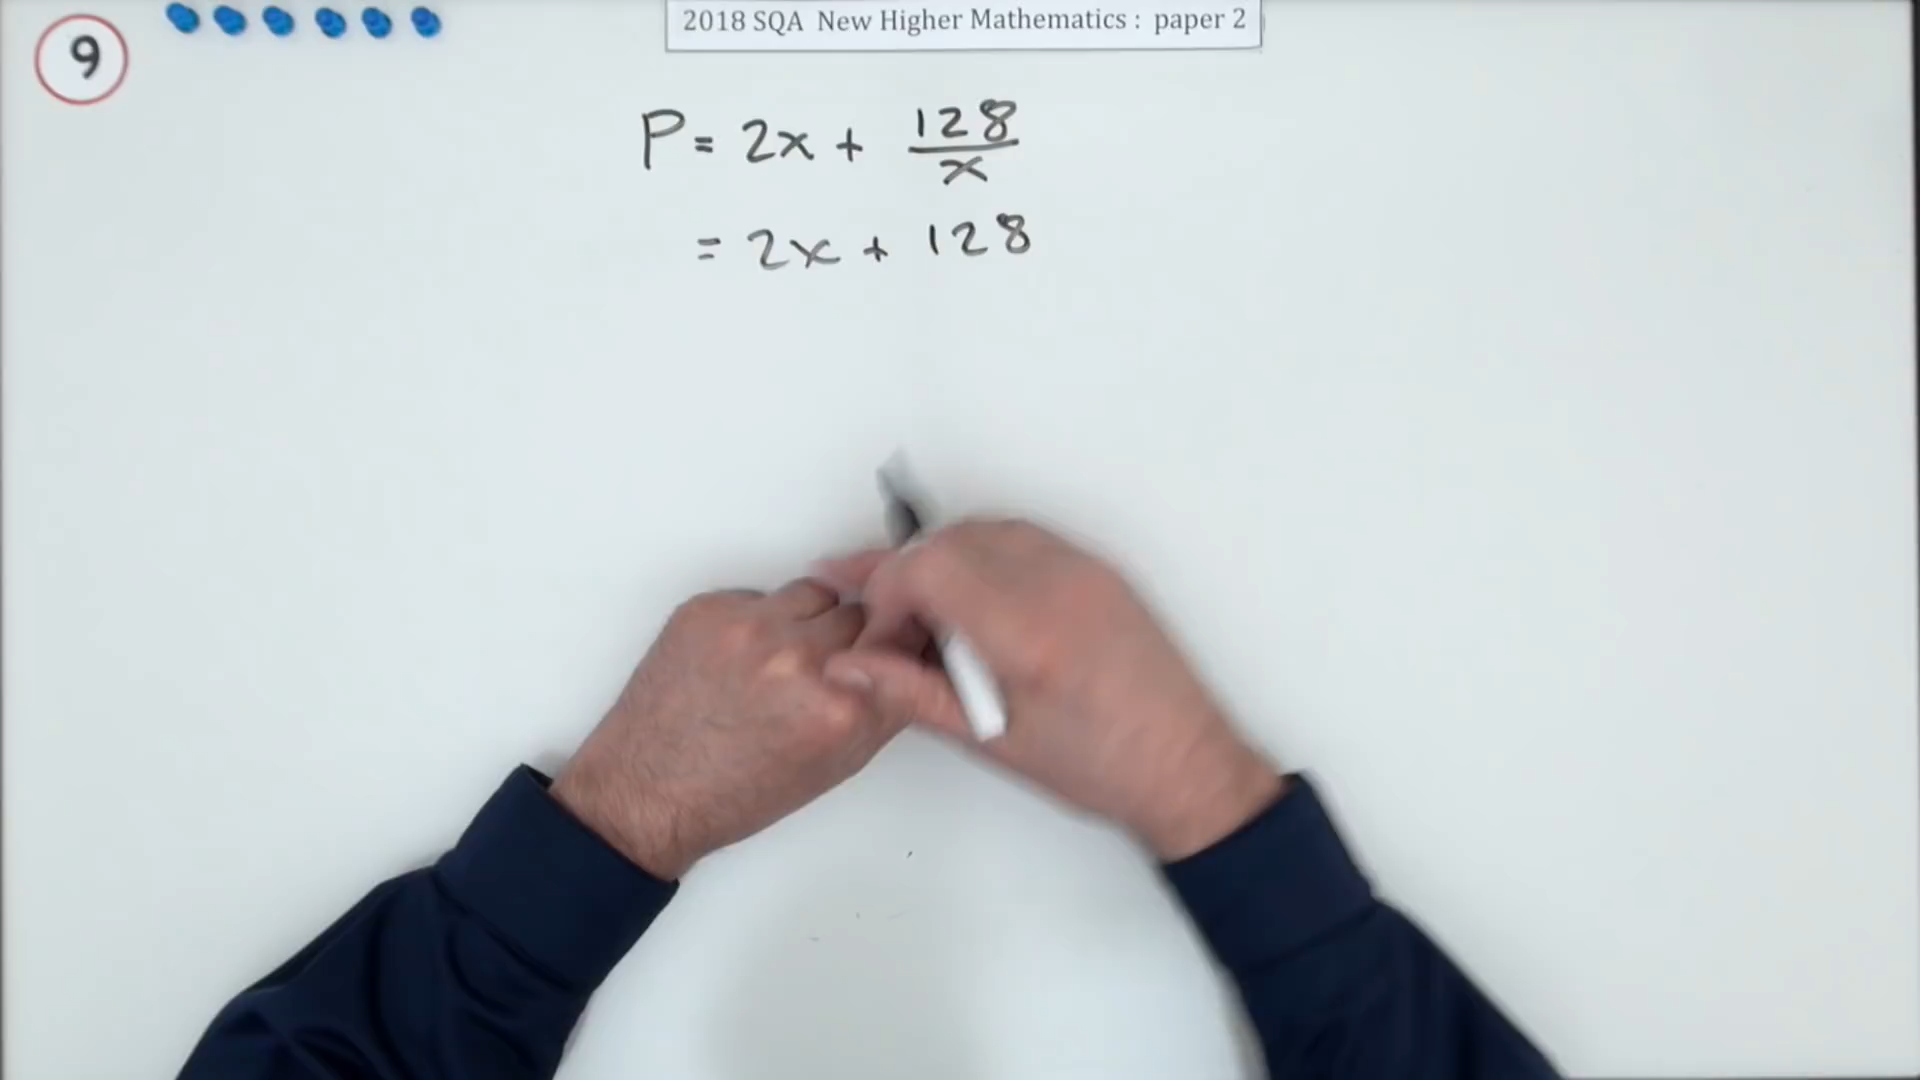 9
2018 SQA New Higher Mathematics : paper 2
P = 2x + 128/x
= 2x + 128